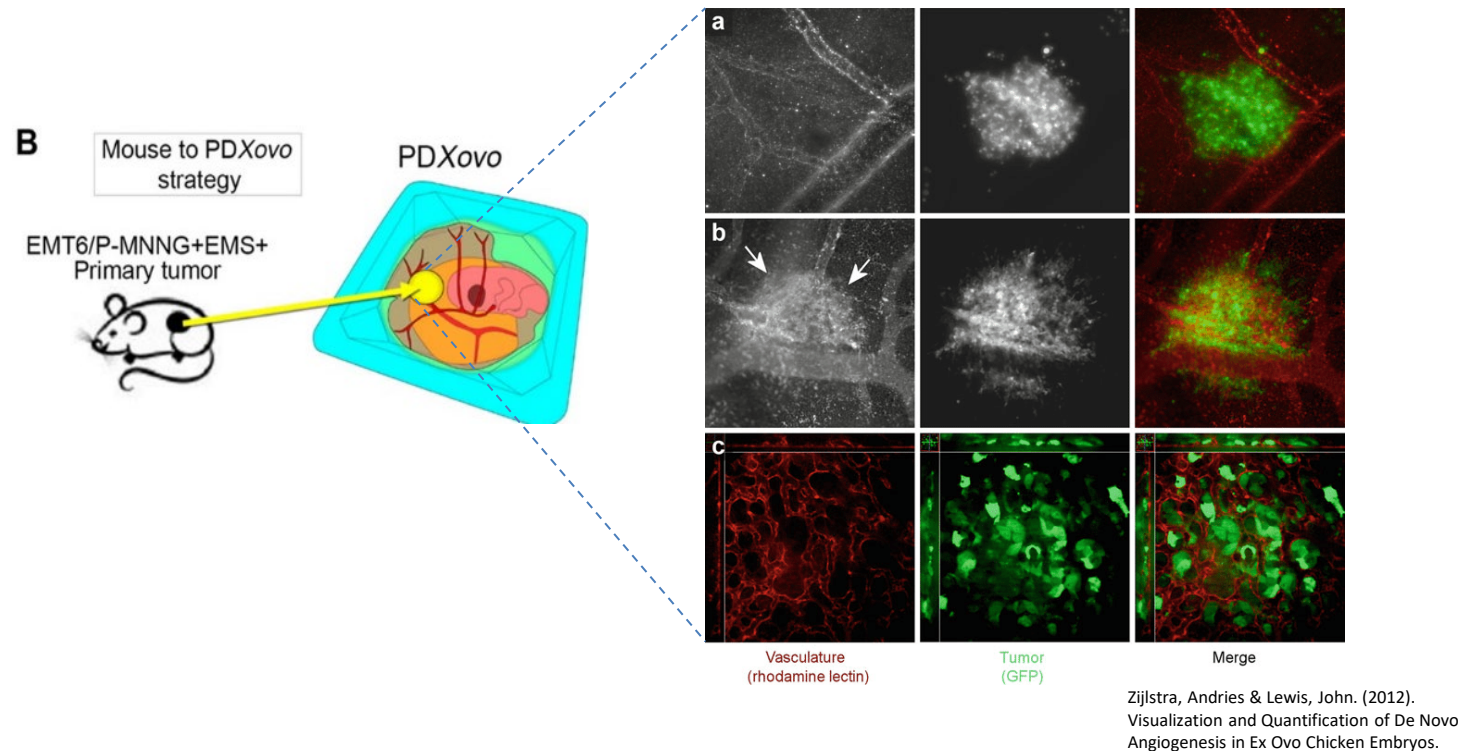 B
Mouse to PDXovo
strategy
PDXovo
EMT6/P-MNNG+EMS+
Primary tumor
a
b
c
Vasculature
(rhodamine lectin)
Tumor
(GFP)
Merge
Zijlstra, Andries & Lewis, John. (2012).
Visualization and Quantification of De Novo
Angiogenesis in Ex Ovo Chicken Embryos.